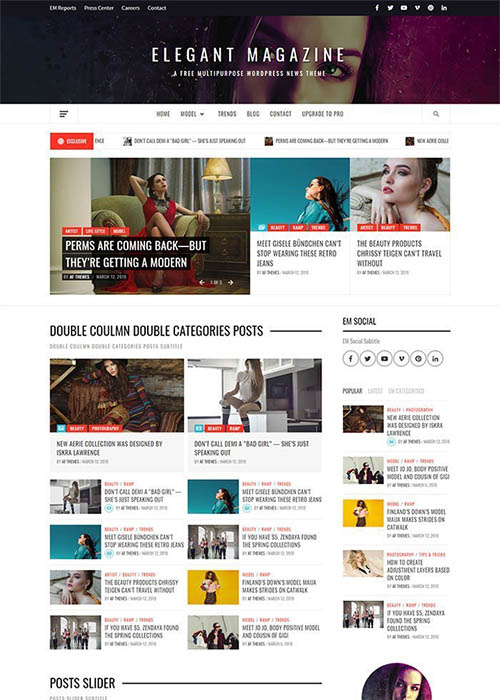 EM Reports Press Center Careers Contact
ELEGANT MAGAZINE
A FREE MULTIPURPOSE WORDPRESS NEWS THEME
HOME MODEL TRENDS BLOG CONTACT UPGRADE TO PRO
EXCLUSIVE
ENCE
DON'T CALL DEMI A "BAD GIRL" — SHE'S JUST SPEAKING OUT
PERMS ARE COMING BACK—BUT THEY'RE GETTING A MODERN
NEW AERIE COLLE
ARTIST LIFE STYLE MODEL
PERMS ARE COMING BACK—BUT
THEY'RE GETTING A MODERN
BY AF THEMES / MARCH 12, 2018
1 OF 3
BEAUTY RAMP TRENDS
MEET GISELE BÜNDCHEN CAN'T
STOP WEARING THESE RETRO
JEANS
BY AF THEMES / MARCH 12, 2018
ARTIST BEAUTY TRENDS
THE BEAUTY PRODUCTS
CHRISSY TEIGEN CAN'T TRAVEL
WITHOUT
BY AF THEMES / MARCH 12, 2018
DOUBLE COULMN DOUBLE CATEGORIES POSTS
DOUBLE COULWN DOUBLE CATEGORIES POSTS SUBTITLE
BEAUTY PHOTOGRAPHY
NEW AERIE COLLECTION WAS DESIGNED BY
ISKRA LAWRENCE
BY AF THEMES / MARCH 12, 2018
BEAUTY RAMP
DON'T CALL DEMI A "BAD GIRL" — SHE'S JUST
SPEAKING OUT
BY AF THEMES / MARCH 12, 2018
BEAUTY / RAMP
DON'T CALL DEMI A "BAD GIRL" —
SHE'S JUST SPEAKING OUT
BY AF THEMES / MARCH 12, 2018
BEAUTY / RAMP / TRENDS
MEET GISELE BÜNDCHEN CAN'T
STOP WEARING THESE RETRO JEANS
BY AF THEMES / MARCH 12, 2018
BEAUTY / RAMP / TRENDS
MEET GISELE BÜNDCHEN CAN'T
STOP WEARING THESE RETRO JEANS
BY AF THEMES / MARCH 12, 2018
BEAUTY / RAMP / TRENDS
IF YOU HAVE $5, ZENDAYA FOUND
THE SPRING COLLECTIONS
BY AF THEMES / MARCH 12, 2018
ARTIST / BEAUTY / TRENDS
THE BEAUTY PRODUCTS CHRISSY
TEIGEN CAN'T TRAVEL WITHOUT
BY AF THEMES / MARCH 12, 2018
MODEL / RAMP
FINLAND'S DOWN'S MODEL MAIJA
MAKES STRIDES ON CATWALK
BY AF THEMES / MARCH 12, 2018
BEAUTY / RAMP / TRENDS
IF YOU HAVE $5, ZENDAYA FOUND
THE SPRING COLLECTIONS
BY AF THEMES / MARCH 12, 2018
MODEL / RAMP / TRENDS
MEET JO JO, BODY POSITIVE MODEL
AND COUSIN OF GIGI
BY AF THEMES / MARCH 12, 2018
EM SOCIAL
EM Social Subtitle
POPULAR LATEST EM CATEGORISED
BEAUTY / PHOTOGRAPHY
NEW AERIE COLLECTION
WAS DESIGNED BY ISKRA
LAWRENCE
BY AF THEMES / MARCH 12, 2018
MODEL / RAMP / TRENDS
MEET JO JO, BODY POSITIVE
MODEL AND COUSIN OF GIGI
BY AF THEMES / MARCH 12, 2018
MODEL / RAMP
FINLAND'S DOWN'S MODEL
MAIJA MAKES STRIDES ON
CATWALK
BY AF THEMES / MARCH 12, 2018
PHOTOGRAPHY / TIPS & TRICKS
HOW TO CREATE
ADJUSTMENT LAYERS BASED
ON COLOR
BY AF THEMES / MARCH 12, 2018
BEAUTY / RAMP / TRENDS
IF YOU HAVE $5, ZENDAYA
FOUND THE SPRING
COLLECTIONS
BY AF THEMES / MARCH 12, 2018
POSTS SLIDER
POSTS SLIDER SUBTITLE